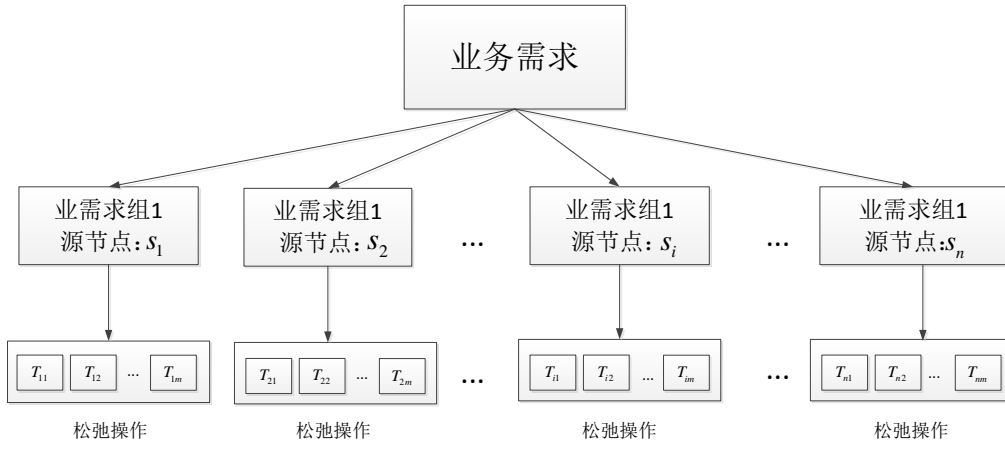 业务需求
业需求组1
源节点: s₁
业需求组1
源节点: s₂
...
业需求组1
源节点: sᵢ
...
业需求组1
源节点:sₙ
T₁₁ T₁₂ ... T₁ₘ
T₂₁ T₂₂ ... T₂ₘ
...
Tᵢ₁ Tᵢ₂ ... Tᵢₘ
...
Tₙ₁ Tₙ₂ ... Tₙₘ
松弛操作
松弛操作
松弛操作
松弛操作